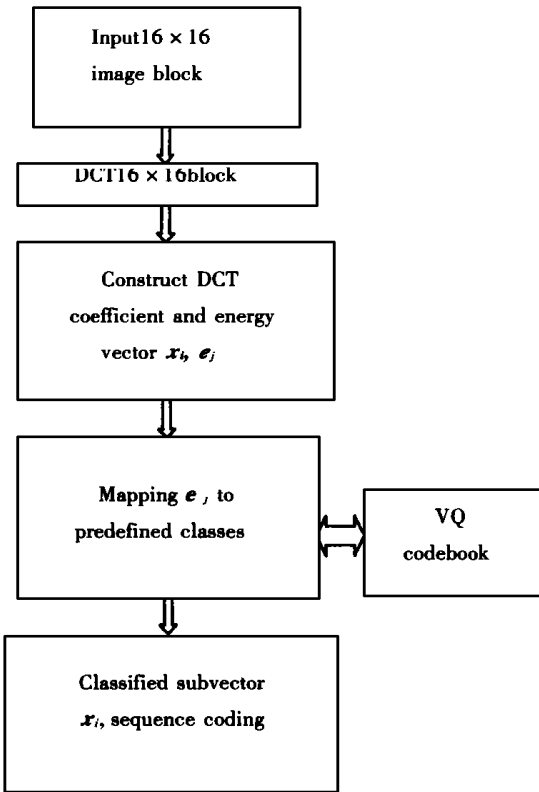 Input16 × 16
image block
DCT16 × 16block
Construct DCT
coefficient and energy
vector xᵢ, eⱼ
Mapping eⱼ to
predefined classes
VQ
codebook
Classified subvector
xᵢ, sequence coding